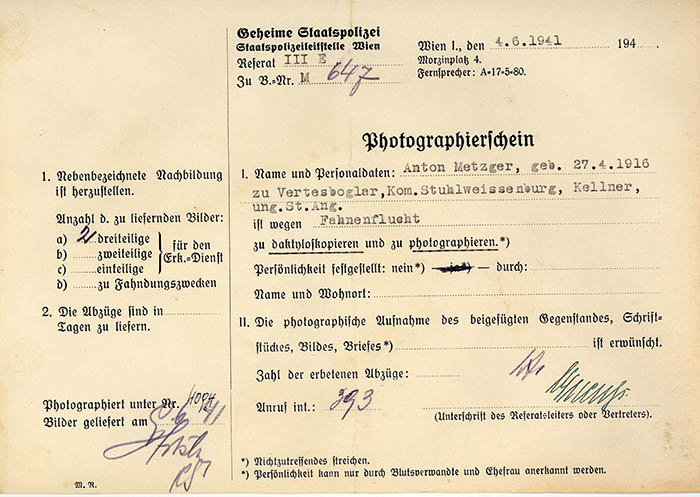 Geheime Staatspolizei
Staatspolizeileitstelle Wien
Referat III E
Zu B.=Nr. M 647
Wien I., den 4.6.1941 194
Morzinplatz 4.
Fernsprecher: A=17=5=80.
Photographierschein
1. Nebenbezeichnete Nachbildung
ist herzustellen.
Anzahl d. zu liefernden Bilder:
a) 2 dreiteilige
b) zweiteilige
c) einteilige
für den
Erk.=Dienst
d) zu Fahndungszwecken
2. Die Abzüge sind in
Tagen zu liefern.
Photographiert unter Nr.
Bilder geliefert am
M. R.
I. Name und Personaldaten: Anton Metzger, geb. 27.4.1916
zu Vertesboglar, Kom. Stuhlweissenburg, Kellner,
ung.St.Ang.
ist wegen Fahnenflucht
zu daktyloskopieren und zu photographieren.*)
Persönlichkeit festgestellt: nein*) — ja*) — durch:
Name und Wohnort:
II. Die photographische Aufnahme des beigefügten Gegenstandes, Schrift=
stückes, Bildes, Briefes*) ist erwünscht.
Zahl der erbetenen Abzüge:
Anruf int.: 393
(Unterschrift des Referatsleiters oder Vertreters).
*) Nichtzutreffendes streichen.
*) Persönlichkeit kann nur durch Blutsverwandte und Ehefrau anerkannt werden.